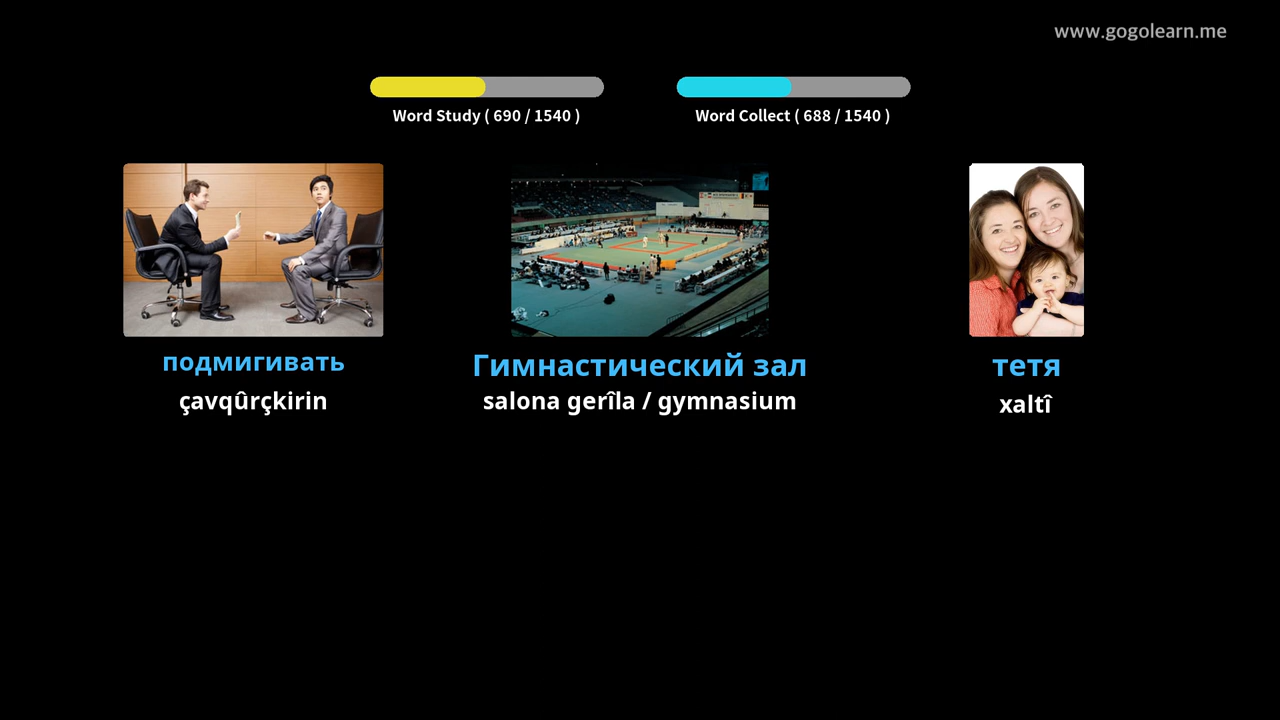 www.gogolearn.me
Word Study ( 690 / 1540 )
Word Collect ( 688 / 1540 )
подмигивать
Гимнастический зал
тетя
çavqûrçkirin
salona gerîla / gymnasium
xaltî